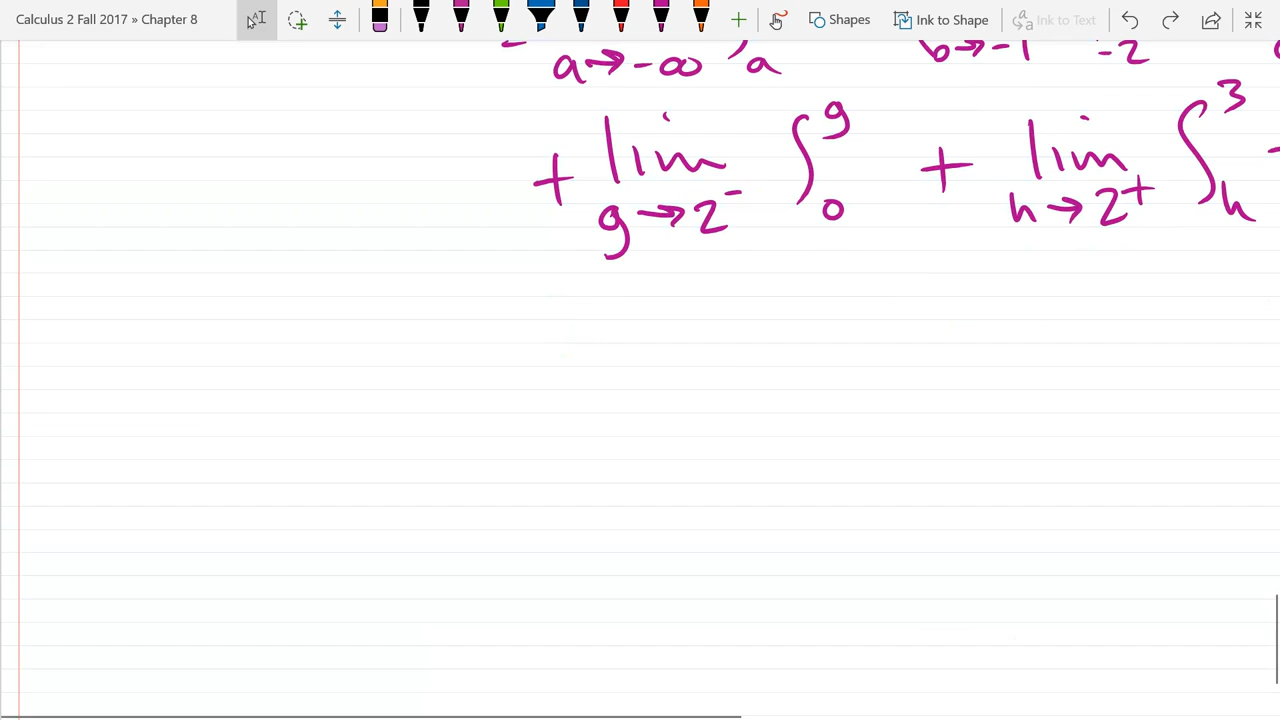 Calculus 2 Fall 2017 » Chapter 8
Shapes
Ink to Shape
Ink to Text
a → -∞ ∫a b → -1 -2
+ lim g → 2⁻ ∫₀^g + lim h → 2⁺ ∫ₕ^3